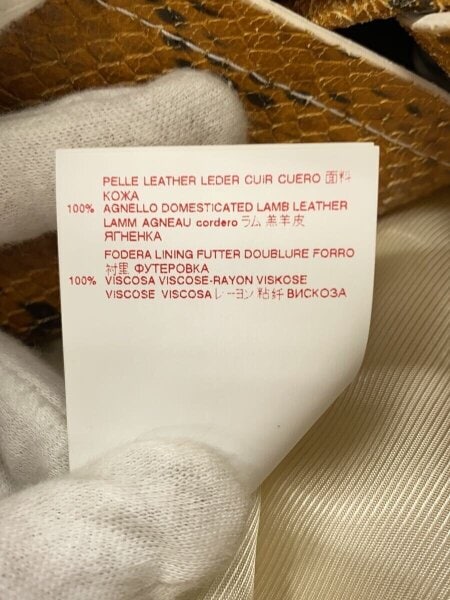 PELLE LEATHER LEDER CUIR CUERO 面料
КОЖА
100% AGNELLO DOMESTICATED LAMB LEATHER
LAMM AGNEAU cordero ラム 羔羊皮
ЯГНЕНКА
FODERA LINING FUTTER DOUBLURE FORRO
衬里 ФУТЕРОВКА
100% VISCOSA VISCOSE-RAYON VISKOSE
VISCOSE VISCOSA レーヨン 粘纤 ВИСКОЗА